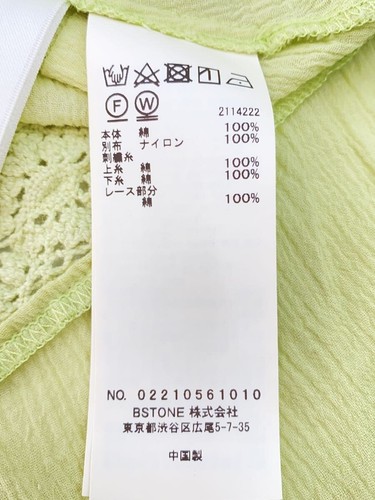 F W
2114222
本体 綿 100%
別布 ナイロン 100%
刺繍糸
上糸 綿 100%
下糸 綿 100%
レース部分
綿 100%
NO. 02210561010
BSTONE 株式会社
東京都渋谷区広尾5-7-35
中国製